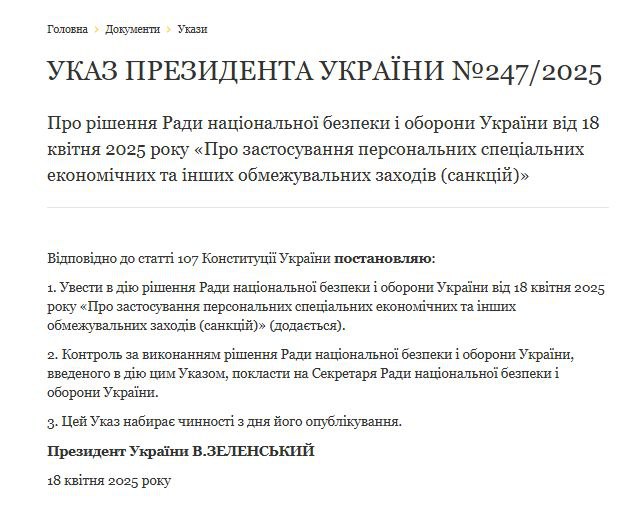 Головна > Документи > Укази
УКАЗ ПРЕЗИДЕНТА УКРАЇНИ №247/2025
Про рішення Ради національної безпеки і оборони України від 18
квітня 2025 року «Про застосування персональних спеціальних
економічних та інших обмежувальних заходів (санкцій)»
Відповідно до статті 107 Конституції України постановляю:
1. Увести в дію рішення Ради національної безпеки і оборони України від 18 квітня 2025
року «Про застосування персональних спеціальних економічних та інших
обмежувальних заходів (санкцій)» (додається).
2. Контроль за виконанням рішення Ради національної безпеки і оборони України,
введеного в дію цим Указом, покласти на Секретаря Ради національної безпеки і
оборони України.
3. Цей Указ набирає чинності з дня його опублікування.
Президент України В.ЗЕЛЕНСЬКИЙ
18 квітня 2025 року